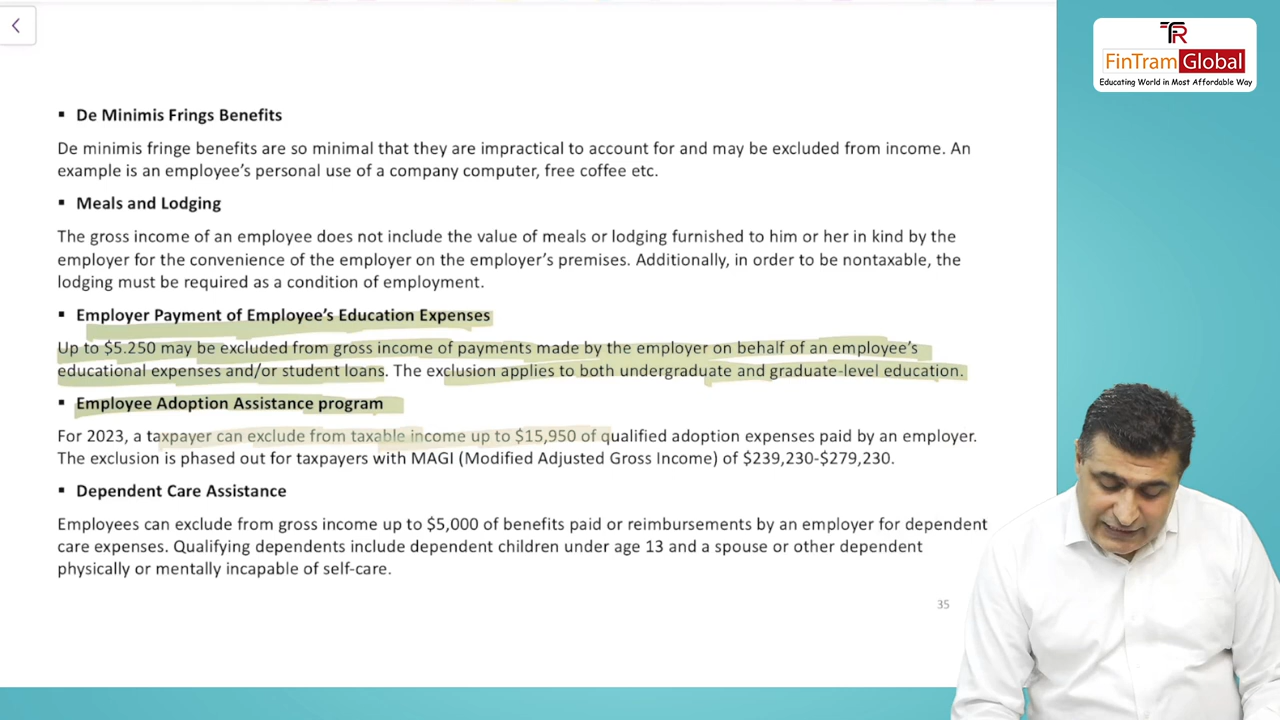 TR
FinTram Global
Educating World in Most Affordable Way
▪ De Minimis Frings Benefits
De minimis fringe benefits are so minimal that they are impractical to account for and may be excluded from income. An
example is an employee's personal use of a company computer, free coffee etc.
▪ Meals and Lodging
The gross income of an employee does not include the value of meals or lodging furnished to him or her in kind by the
employer for the convenience of the employer on the employer's premises. Additionally, in order to be nontaxable, the
lodging must be required as a condition of employment.
▪ Employer Payment of Employee's Education Expenses
Up to $5.250 may be excluded from gross income of payments made by the employer on behalf of an employee's
educational expenses and/or student loans. The exclusion applies to both undergraduate and graduate-level education.
▪ Employee Adoption Assistance program
For 2023, a taxpayer can exclude from taxable income up to $15,950 of qualified adoption expenses paid by an employer.
The exclusion is phased out for taxpayers with MAGI (Modified Adjusted Gross Income) of $239,230-$279,230.
▪ Dependent Care Assistance
Employees can exclude from gross income up to $5,000 of benefits paid or reimbursements by an employer for dependent
care expenses. Qualifying dependents include dependent children under age 13 and a spouse or other dependent
physically or mentally incapable of self-care.
35